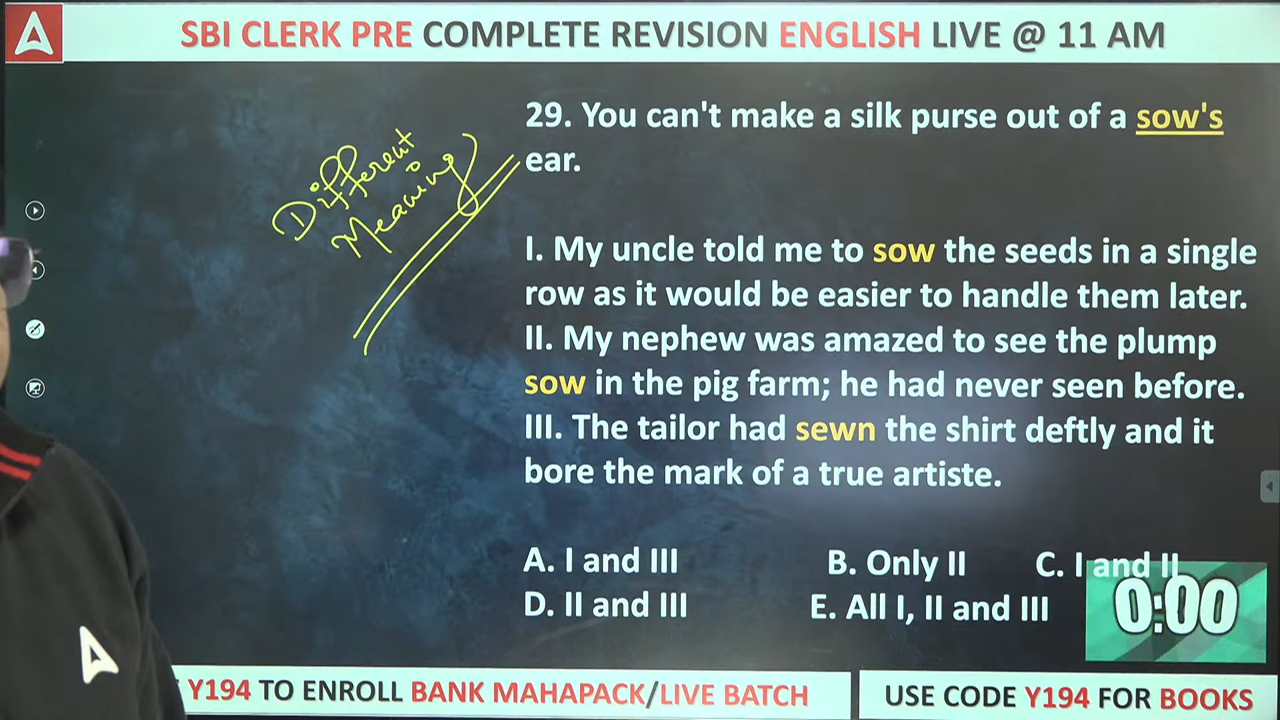 SBI CLERK PRE COMPLETE REVISION ENGLISH LIVE @ 11 AM
Different
Meaning
29. You can't make a silk purse out of a sow's
ear.
I. My uncle told me to sow the seeds in a single
row as it would be easier to handle them later.
II. My nephew was amazed to see the plump
sow in the pig farm; he had never seen before.
III. The tailor had sewn the shirt deftly and it
bore the mark of a true artiste.
A. I and III B. Only II C. I and II
D. II and III E. All I, II and III
0:00
Y194 TO ENROLL BANK MAHAPACK/LIVE BATCH
USE CODE Y194 FOR BOOKS